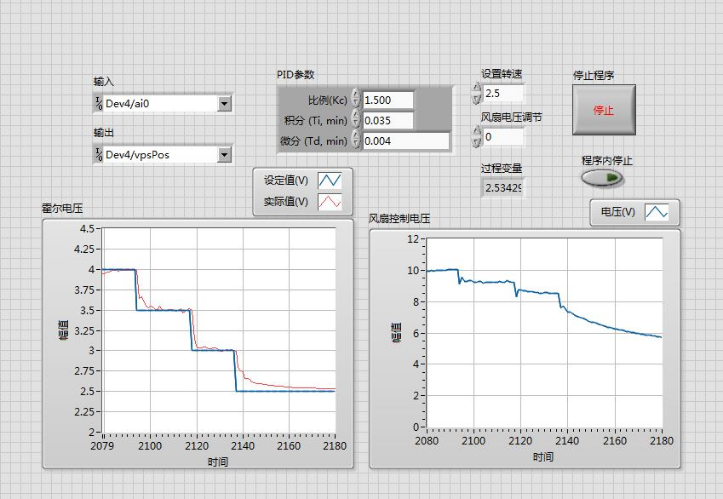 输入
Dev4/ai0
输出
Dev4/vpsPos
PID参数
比例(Kc) 1.500
积分 (Ti, min) 0.035
微分 (Td, min) 0.004
设置转速
2.5
风扇电压调节
0
过程变量
2.53429
停止程序
停止
程序内停止
设定值(V)
实际值(V)
霍尔电压
4.5
4.25
4
3.75
3.5
3.25
3
2.75
2.5
2.25
2
幅值
2079 2100 2120 2140 2160 2180
时间
电压(V)
风扇控制电压
12
10
8
6
4
2
0
幅值
2080 2100 2120 2140 2160 2180
时间